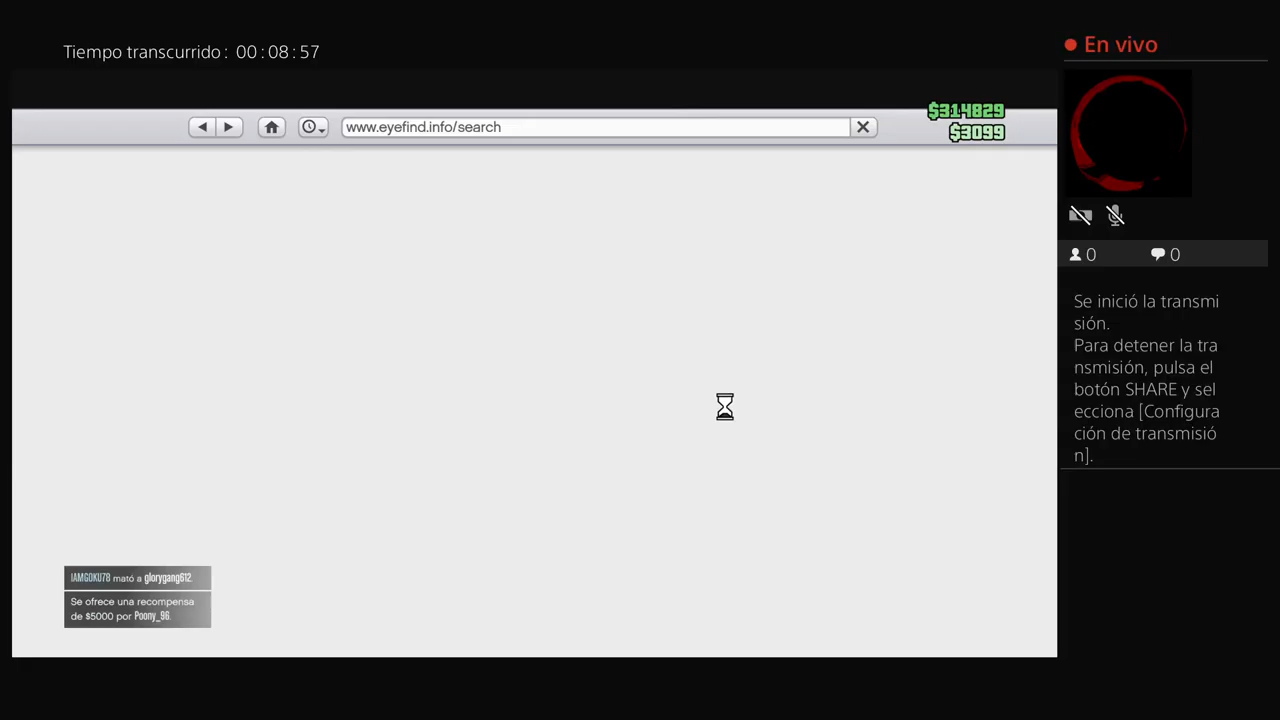 Tiempo transcurrido: 00:08:57
En vivo
www.eyefind.info/search
$314829
$3099
0 0
Se inició la transmi
sión.
Para detener la tra
nsmisión, pulsa el
botón SHARE y sel
ecciona [Configura
ción de transmisió
n].
IAMGOKU78 mató a glorygang612.
Se ofrece una recompensa
de $5000 por Poony_96.